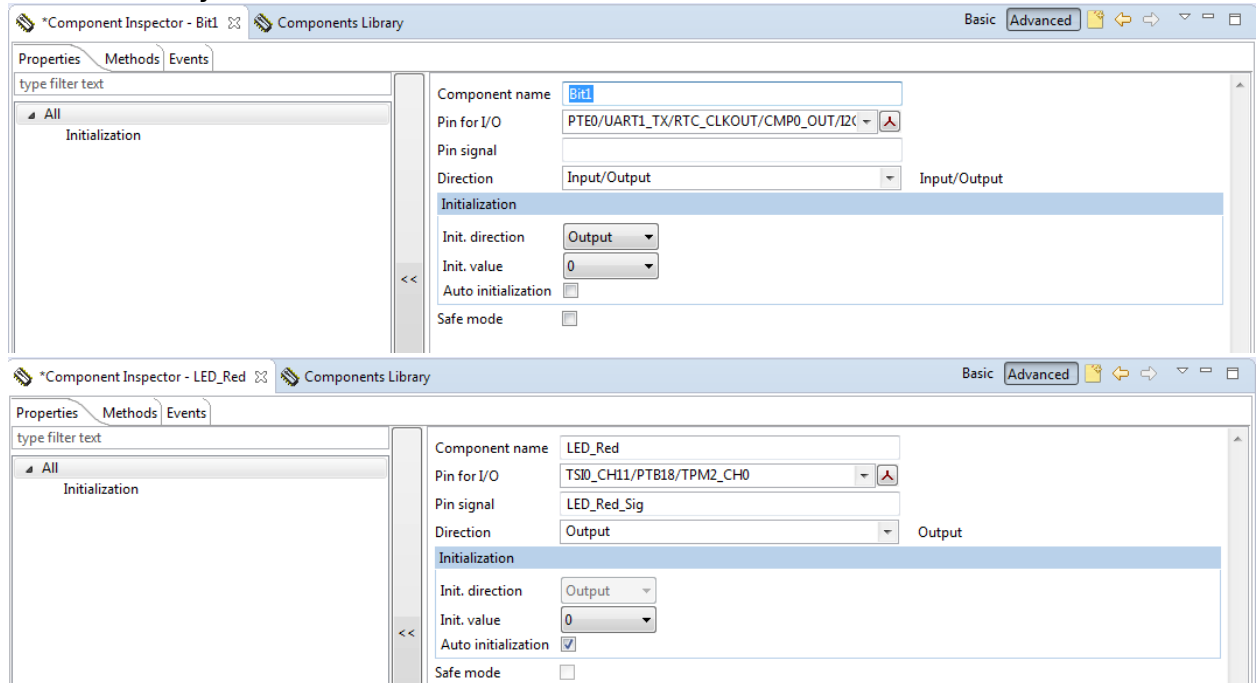 *Component Inspector - Bit1 Components Library Basic Advanced
Properties Methods Events
type filter text
All
Initialization
<<
Component name Bit1
Pin for I/O PTE0/UART1_TX/RTC_CLKOUT/CMP0_OUT/I2C
Pin signal
Direction Input/Output Input/Output
Initialization
Init. direction Output
Init. value 0
Auto initialization
Safe mode
*Component Inspector - LED_Red Components Library Basic Advanced
Properties Methods Events
type filter text
All
Initialization
<<
Component name LED_Red
Pin for I/O TSI0_CH11/PTB18/TPM2_CH0
Pin signal LED_Red_Sig
Direction Output Output
Initialization
Init. direction Output
Init. value 0
Auto initialization
Safe mode